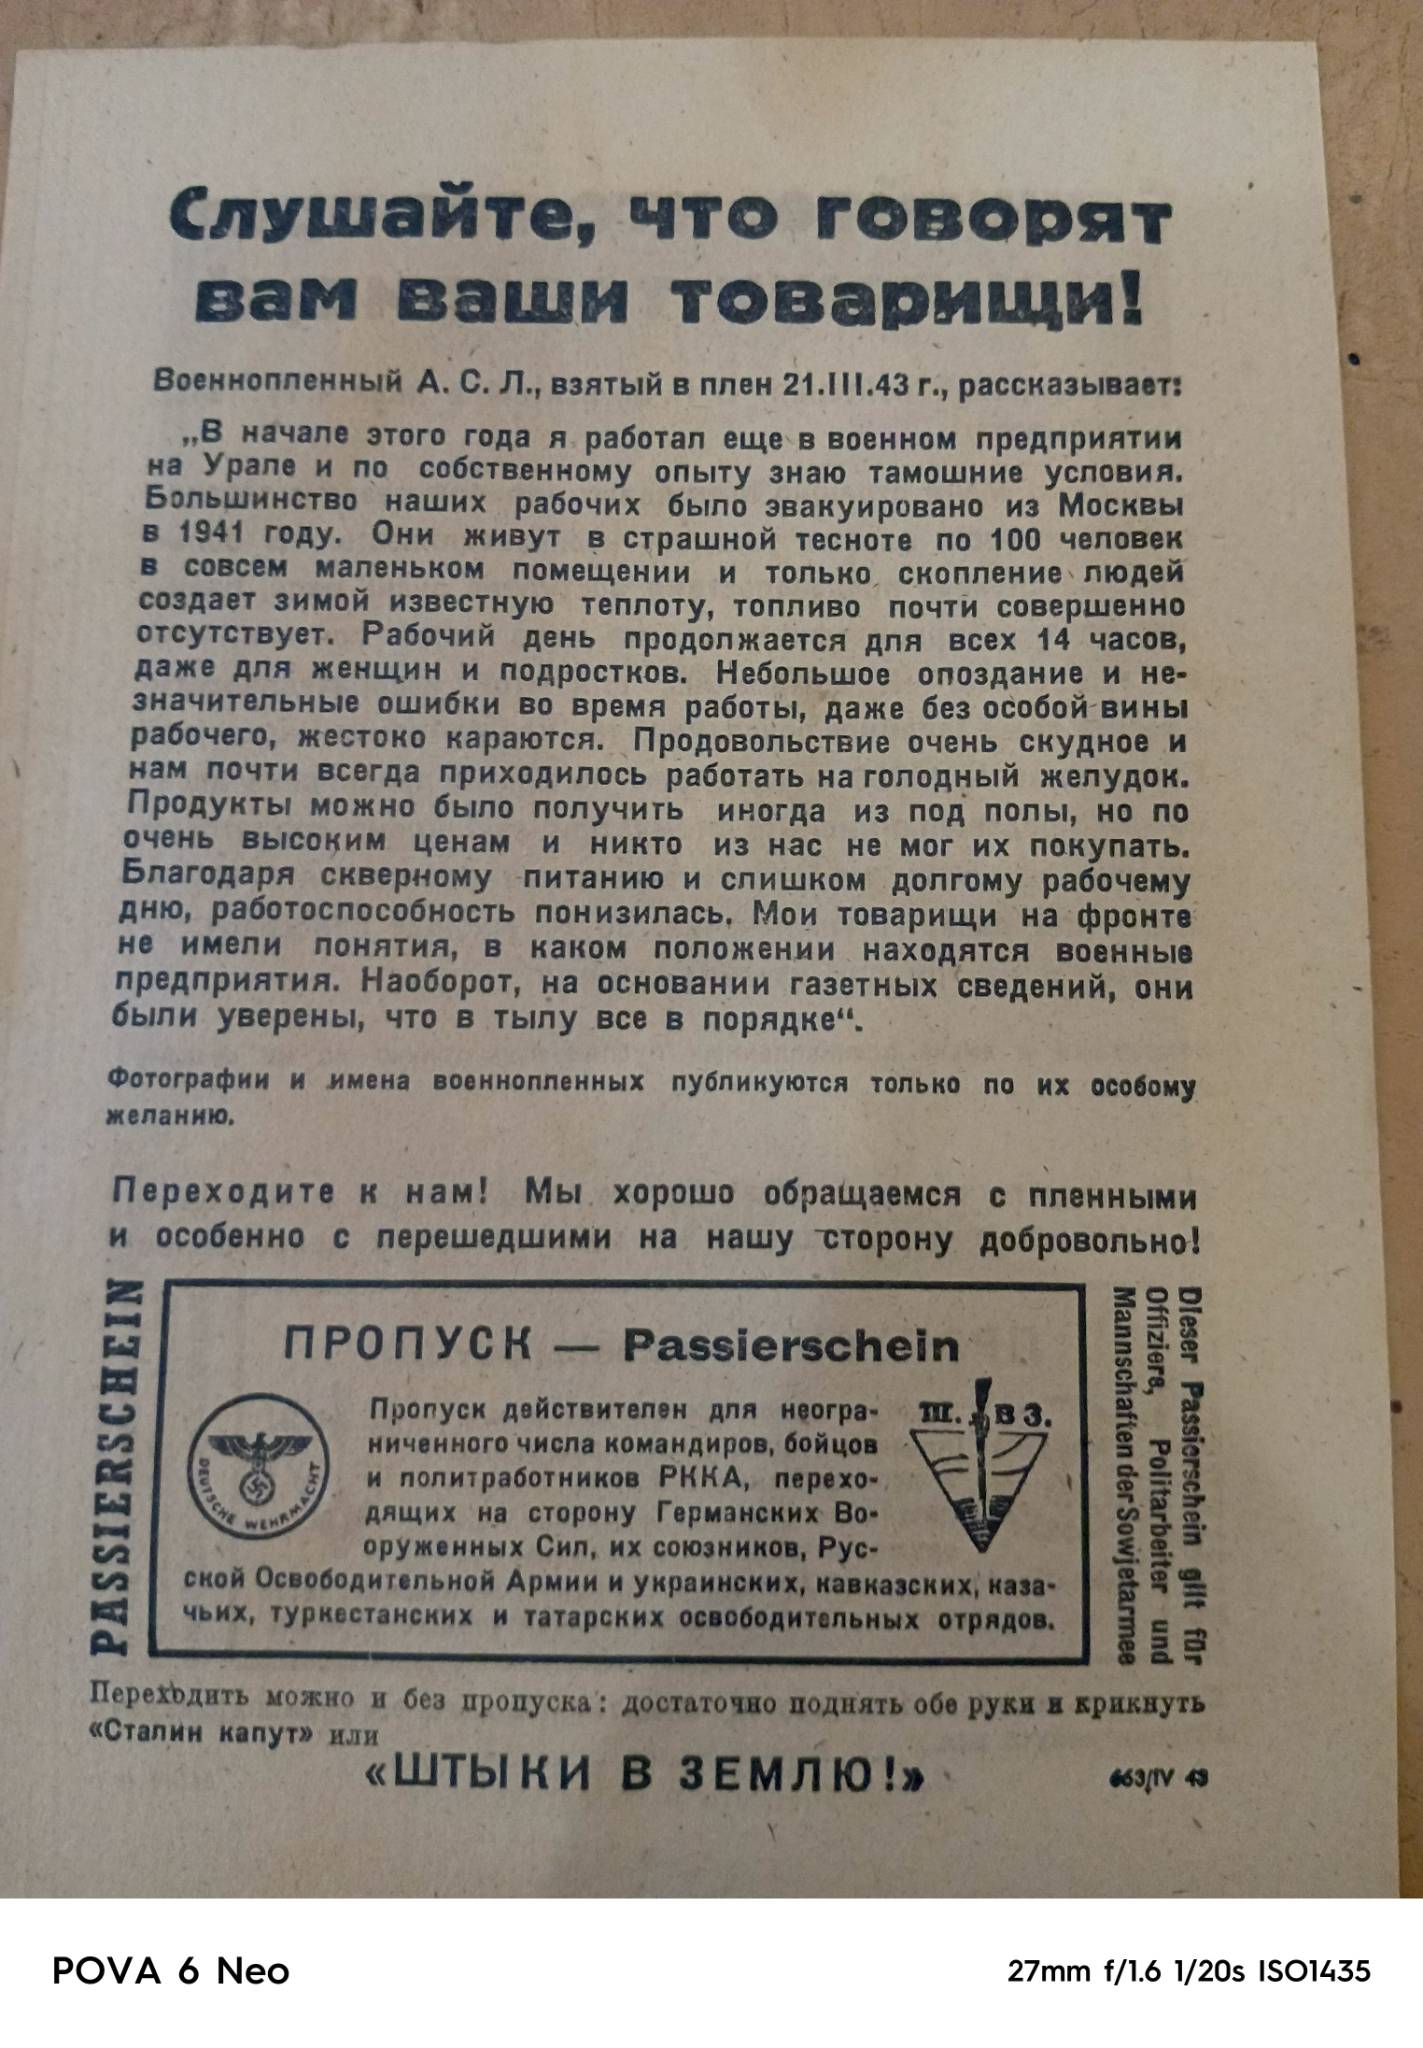 Слушайте, что говорят
вам ваши товарищи!
Военнопленный А. С. Л., взятый в плен 21.III.43 г., рассказывает:
„В начале этого года я работал еще в военном предприятии
на Урале и по собственному опыту знаю тамошние условия.
Большинство наших рабочих было эвакуировано из Москвы
в 1941 году. Они живут в страшной тесноте по 100 человек
в совсем маленьком помещении и только скопление людей
создает зимой известную теплоту, топливо почти совершенно
отсутствует. Рабочий день продолжается для всех 14 часов,
даже для женщин и подростков. Небольшое опоздание и не-
значительные ошибки во время работы, даже без особой вины
рабочего, жестоко караются. Продовольствие очень скудное и
нам почти всегда приходилось работать на голодный желудок.
Продукты можно было получить иногда из под полы, но по
очень высоким ценам и никто из нас не мог их покупать.
Благодаря скверному питанию и слишком долгому рабочему
дню, работоспособность понизилась. Мои товарищи на фронте
не имели понятия, в каком положении находятся военные
предприятия. Наоборот, на основании газетных сведений, они
были уверены, что в тылу все в порядке“.
Фотографии и имена военнопленных публикуются только по их особому
желанию.
Переходите к нам! Мы хорошо обращаемся с пленными
и особенно с перешедшими на нашу сторону добровольно!
PASSIERSCHEIN
ПРОПУСК — Passierschein
DEUTSCHE WEHRMACHT
Ш. В З.
Пропуск действителен для неогра-
ниченного числа командиров, бойцов
и политработников РККА, перехо-
дящих на сторону Германских Во-
оруженных Сил, их союзников, Рус-
ской Освободительной Армии и украинских, кавказских, каза-
чьих, туркестанских и татарских освободительных отрядов.
Dieser Passierschein gilt für
Offiziere, Politarbeiter und
Mannschaften der Sowjetarmee
Переходить можно и без пропуска: достаточно поднять обе руки и крикнуть
«Сталин капут» или
«ШТЫКИ В ЗЕМЛЮ!»
663/IV 43
POVA 6 Neo
27mm f/1.6 1/20s ISO1435